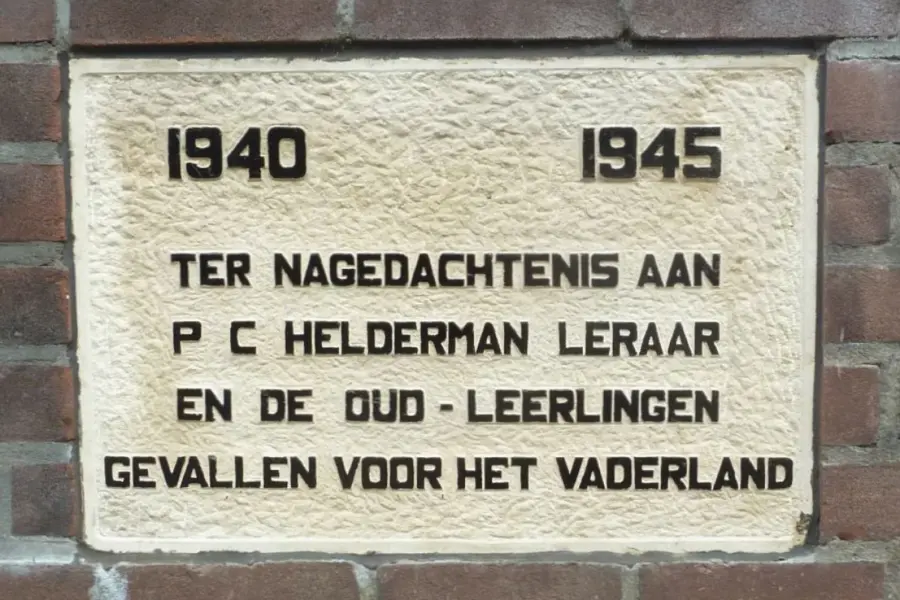 1940 1945
TER NAGEDACHTENIS AAN
P C HELDERMAN LERAAR
EN DE OUD - LEERLINGEN
GEVALLEN VOOR HET VADERLAND